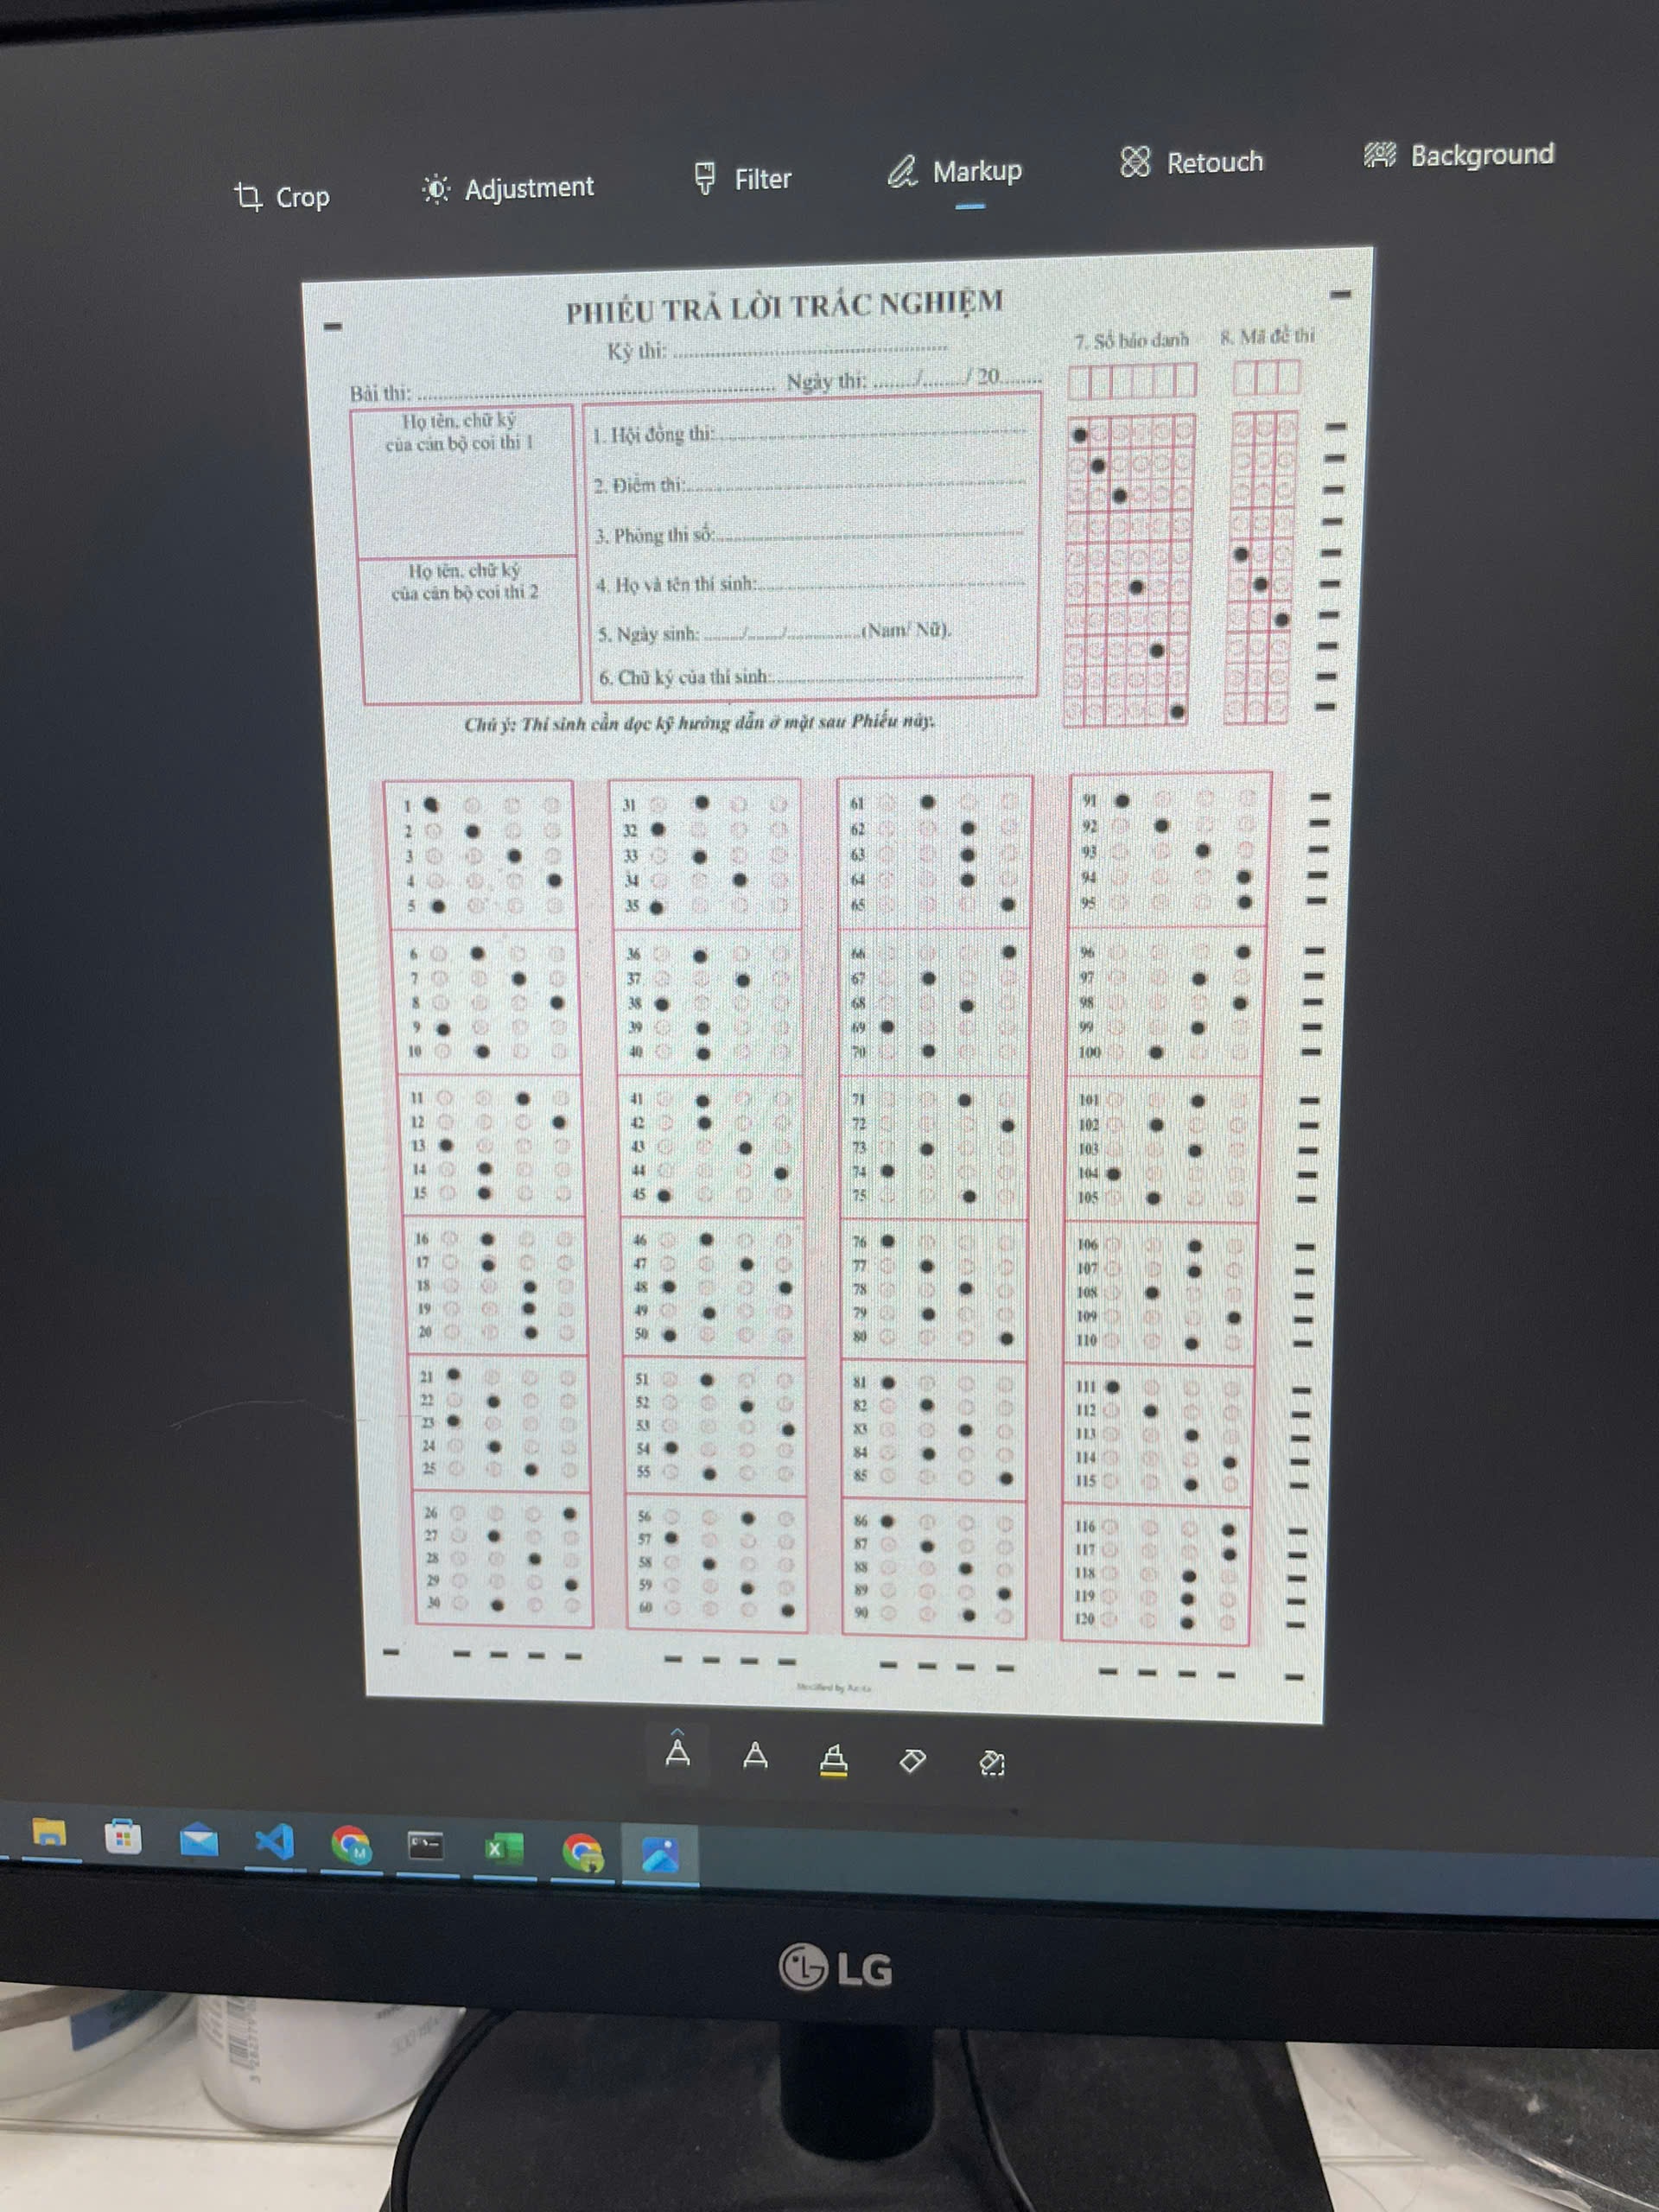 Crop Adjustment Filter Markup Retouch Background
PHIẾU TRẢ LỜI TRẮC NGHIỆM
Kỳ thi: ........................................
Bài thi: ........................................ Ngày thi: ......../......../ 20........
7. Số báo danh 8. Mã đề thi
Họ tên, chữ ký
của cán bộ coi thi 1
Họ tên, chữ ký
của cán bộ coi thi 2
1. Hội đồng thi:........................................
2. Điểm thi:........................................
3. Phòng thi số:........................................
4. Họ và tên thí sinh:........................................
5. Ngày sinh: ......../......../................(Nam/ Nữ).
6. Chữ ký của thí sinh:........................................
Chú ý: Thí sinh cần đọc kỹ hướng dẫn ở mặt sau Phiếu này.
1 31 61 91
2 32 62 92
3 33 63 93
4 34 64 94
5 35 65 95
6 36 66 96
7 37 67 97
8 38 68 98
9 39 69 99
10 40 70 100
11 41 71 101
12 42 72 102
13 43 73 103
14 44 74 104
15 45 75 105
16 46 76 106
17 47 77 107
18 48 78 108
19 49 79 109
20 50 80 110
21 51 81 111
22 52 82 112
23 53 83 113
24 54 84 114
25 55 85 115
26 56 86 116
27 57 87 117
28 58 88 118
29 59 89 119
30 60 90 120
Modified by
LG